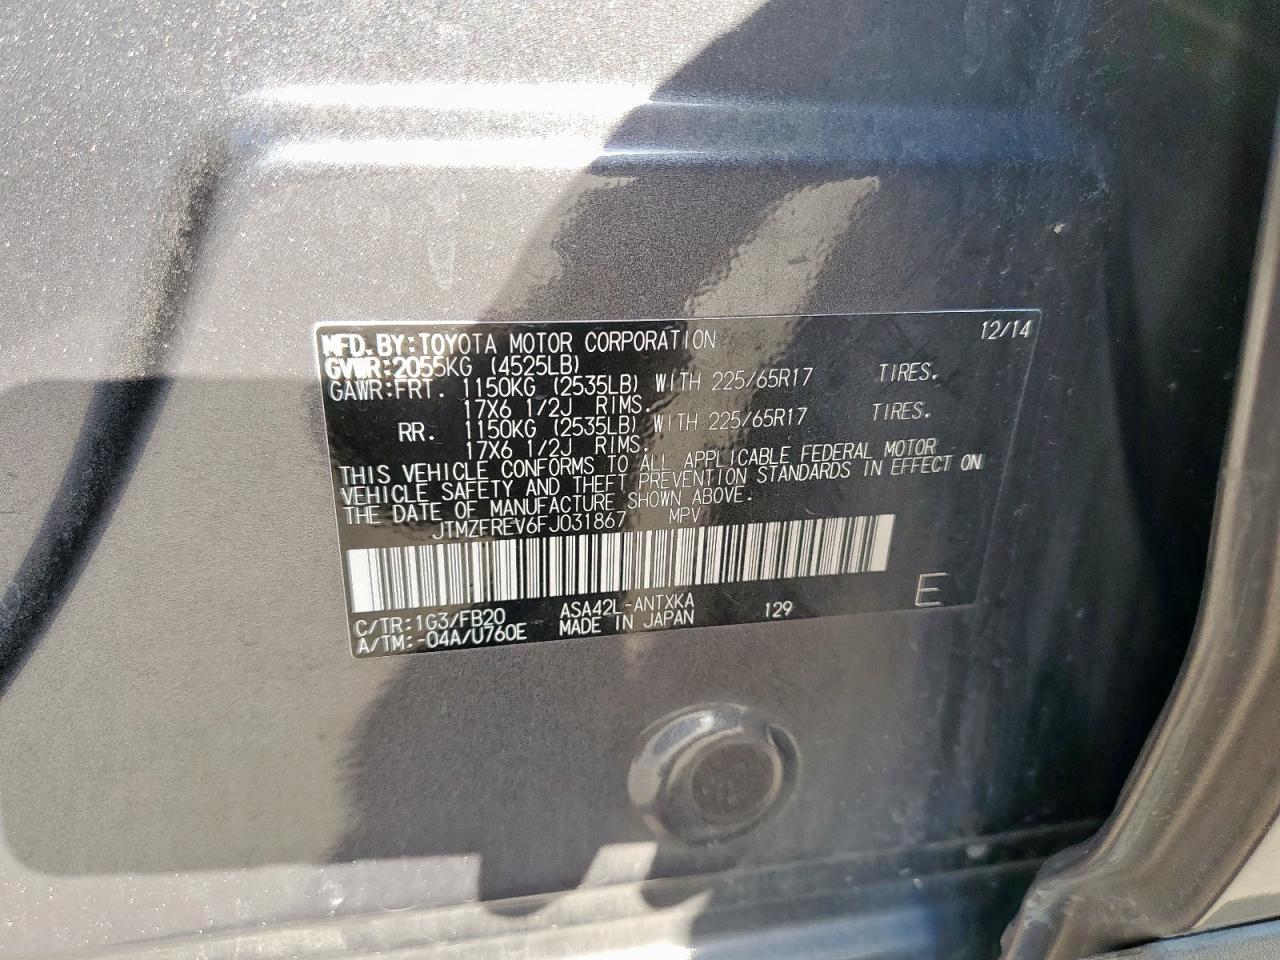 MFD. BY: TOYOTA MOTOR CORPORATION 12/14
GVWR: 2055KG (4525LB)
GAWR: FRT. 1150KG (2535LB) WITH 225/65R17 TIRES.
17X6 1/2J RIMS.
RR. 1150KG (2535LB) WITH 225/65R17 TIRES.
17X6 1/2J RIMS.
THIS VEHICLE CONFORMS TO ALL APPLICABLE FEDERAL MOTOR
VEHICLE SAFETY AND THEFT PREVENTION STANDARDS IN EFFECT ON
THE DATE OF MANUFACTURE SHOWN ABOVE.
JTMZFREV6FJ031867 MPV
C/TR: 1G3/FB20 ASA42L-ANTXKA 129 E
A/TM: -04A/U760E MADE IN JAPAN